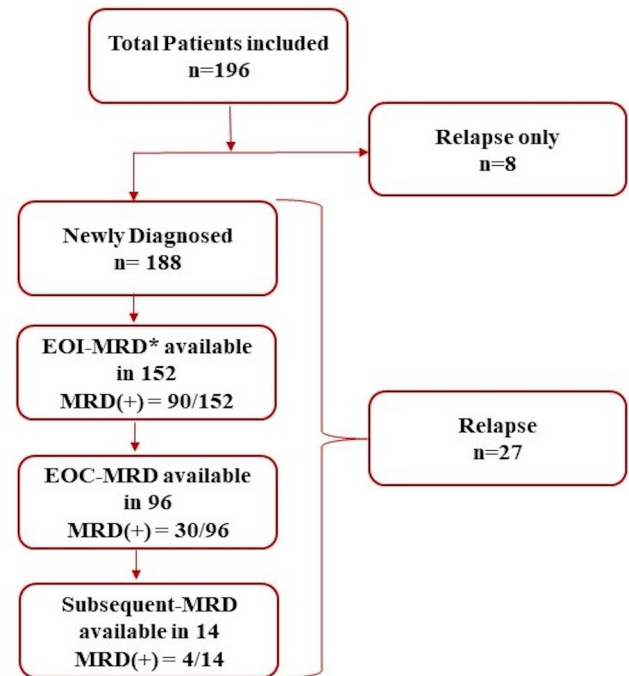 Total Patients included
n=196
Relapse only
n=8
Newly Diagnosed
n= 188
EOI-MRD* available
in 152
MRD(+) = 90/152
Relapse
n=27
EOC-MRD available
in 96
MRD(+) = 30/96
Subsequent-MRD
available in 14
MRD(+) = 4/14